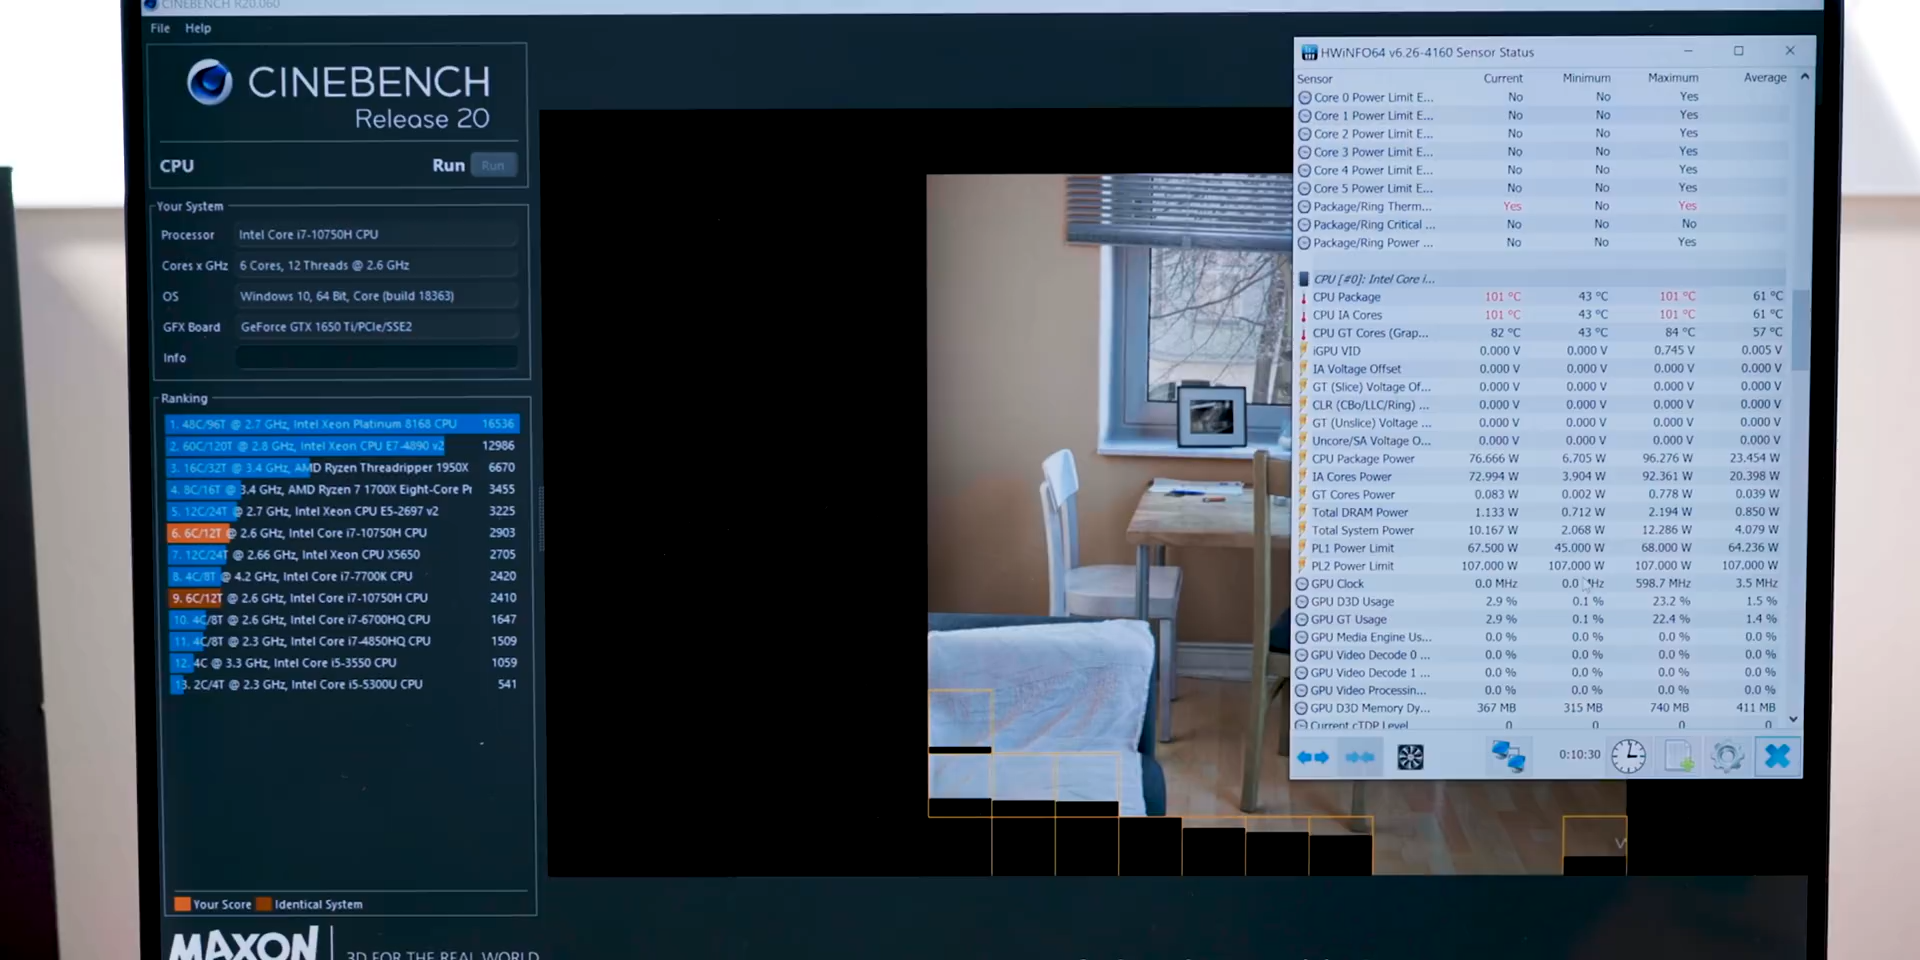 CINEBENCH R20.060
File Help
CINEBENCH
Release 20
CPU Run Run
Your System
Processor Intel Core i7-10750H CPU
Cores x GHz 6 Cores, 12 Threads @ 2.6 GHz
OS Windows 10, 64 Bit, Core (build 18363)
GFX Board GeForce GTX 1650 Ti/PCIe/SSE2
Info
Ranking
1. 48C/96T @ 2.7 GHz, Intel Xeon Platinum 8168 CPU 16536
2. 60C/120T @ 2.8 GHz, Intel Xeon CPU E7-4890 v2 12986
3. 16C/32T @ 3.4 GHz, AMD Ryzen Threadripper 1950X 6670
4. 8C/16T @ 3.4 GHz, AMD Ryzen 7 1700X Eight-Core Pr 3455
5. 12C/24T @ 2.7 GHz, Intel Xeon CPU E5-2697 v2 3225
6. 6C/12T @ 2.6 GHz, Intel Core i7-10750H CPU 2903
7. 12C/24T @ 2.66 GHz, Intel Xeon CPU X5650 2705
8. 4C/8T @ 4.2 GHz, Intel Core i7-7700K CPU 2420
9. 6C/12T @ 2.6 GHz, Intel Core i7-10750H CPU 2410
10. 4C/8T @ 2.6 GHz, Intel Core i7-6700HQ CPU 1647
11. 4C/8T @ 2.3 GHz, Intel Core i7-4850HQ CPU 1509
12. 4C @ 3.3 GHz, Intel Core i5-3550 CPU 1059
13. 2C/4T @ 2.3 GHz, Intel Core i5-5300U CPU 541
Your Score Identical System
MAXON 3D FOR THE REAL WORLD
HWiNFO64 v6.26-4160 Sensor Status
Sensor Current Minimum Maximum Average
Core 0 Power Limit E... No No Yes
Core 1 Power Limit E... No No Yes
Core 2 Power Limit E... No No Yes
Core 3 Power Limit E... No No Yes
Core 4 Power Limit E... No No Yes
Core 5 Power Limit E... No No Yes
Package/Ring Therm... Yes No Yes
Package/Ring Critical ... No No No
Package/Ring Power ... No No Yes
CPU [#0]: Intel Core i...
CPU Package 101 °C 43 °C 101 °C 61 °C
CPU IA Cores 101 °C 43 °C 101 °C 61 °C
CPU GT Cores (Grap... 82 °C 43 °C 84 °C 57 °C
iGPU VID 0.000 V 0.000 V 0.745 V 0.005 V
IA Voltage Offset 0.000 V 0.000 V 0.000 V 0.000 V
GT (Slice) Voltage Of... 0.000 V 0.000 V 0.000 V 0.000 V
CLR (CBo/LLC/Ring) ... 0.000 V 0.000 V 0.000 V 0.000 V
GT (Unslice) Voltage ... 0.000 V 0.000 V 0.000 V 0.000 V
Uncore/SA Voltage O... 0.000 V 0.000 V 0.000 V 0.000 V
CPU Package Power 76.666 W 6.705 W 96.276 W 23.454 W
IA Cores Power 72.994 W 3.904 W 92.361 W 20.398 W
GT Cores Power 0.083 W 0.002 W 0.778 W 0.039 W
Total DRAM Power 1.133 W 0.712 W 2.194 W 0.850 W
Total System Power 10.167 W 2.068 W 12.286 W 4.079 W
PL1 Power Limit 67.500 W 45.000 W 68.000 W 64.236 W
PL2 Power Limit 107.000 W 107.000 W 107.000 W 107.000 W
GPU Clock 0.0 MHz 0.0 MHz 598.7 MHz 3.5 MHz
GPU D3D Usage 2.9 % 0.1 % 23.2 % 1.5 %
GPU GT Usage 2.9 % 0.1 % 22.4 % 1.4 %
GPU Media Engine Us... 0.0 % 0.0 % 0.0 % 0.0 %
GPU Video Decode 0 ... 0.0 % 0.0 % 0.0 % 0.0 %
GPU Video Decode 1 ... 0.0 % 0.0 % 0.0 % 0.0 %
GPU Video Processin... 0.0 % 0.0 % 0.0 % 0.0 %
GPU D3D Memory Dy... 367 MB 315 MB 740 MB 411 MB
Current cTDP Level 0 0 0 0
0:10:30